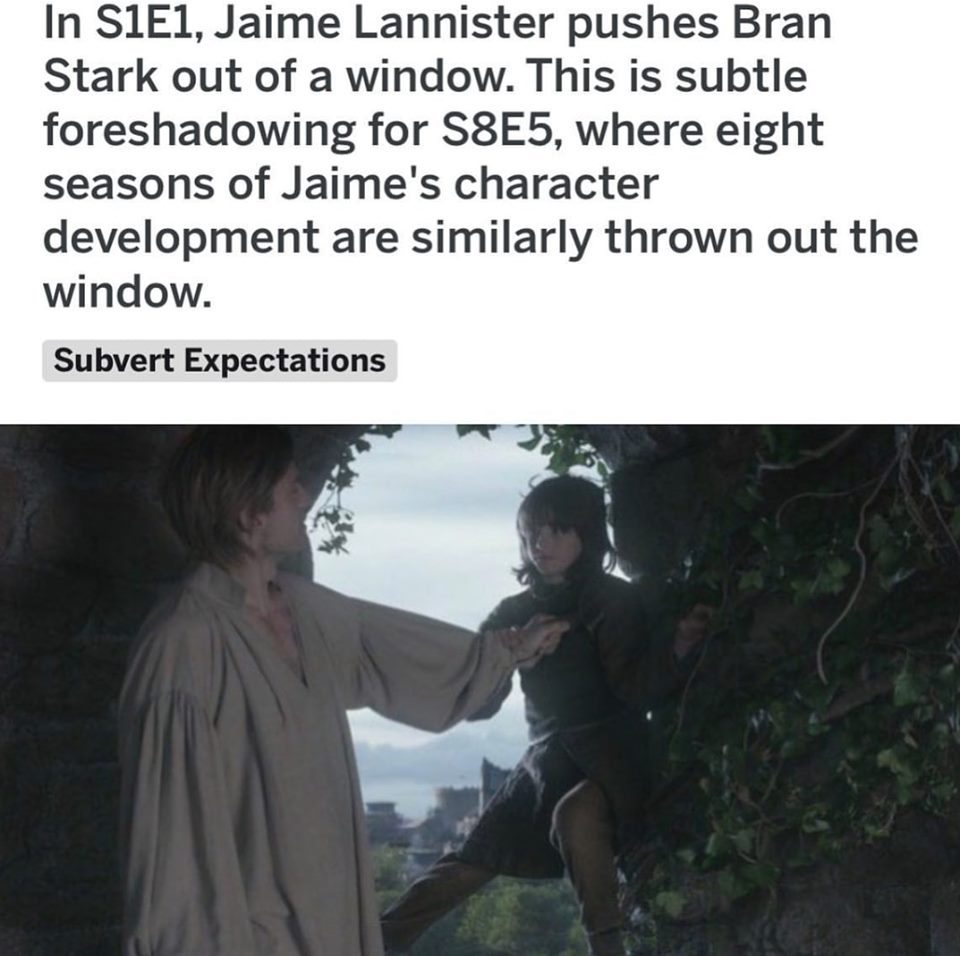 In S1E1, Jaime Lannister pushes Bran
Stark out of a window. This is subtle
foreshadowing for S8E5, where eight
seasons of Jaime's character
development are similarly thrown out the
window.
Subvert Expectations